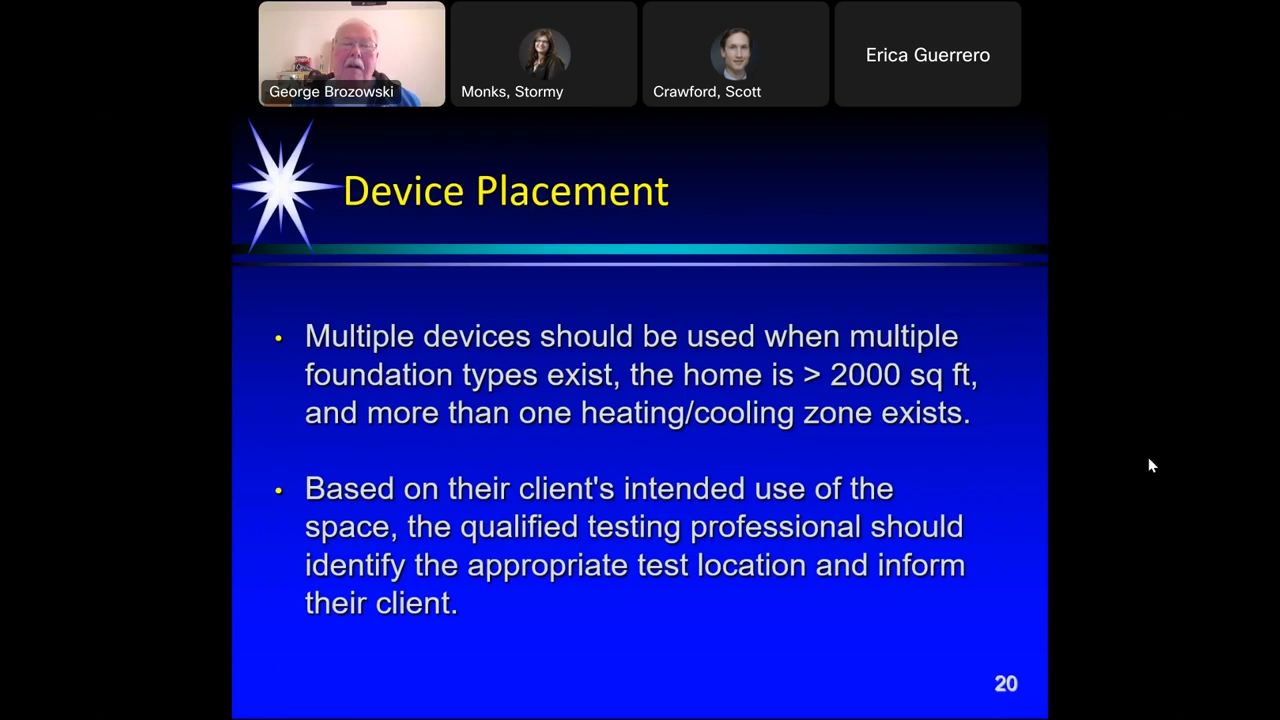 George Brozowski
Monks, Stormy
Crawford, Scott
Erica Guerrero
Device Placement
• Multiple devices should be used when multiple
foundation types exist, the home is > 2000 sq ft,
and more than one heating/cooling zone exists.
• Based on their client's intended use of the
space, the qualified testing professional should
identify the appropriate test location and inform
their client.
20